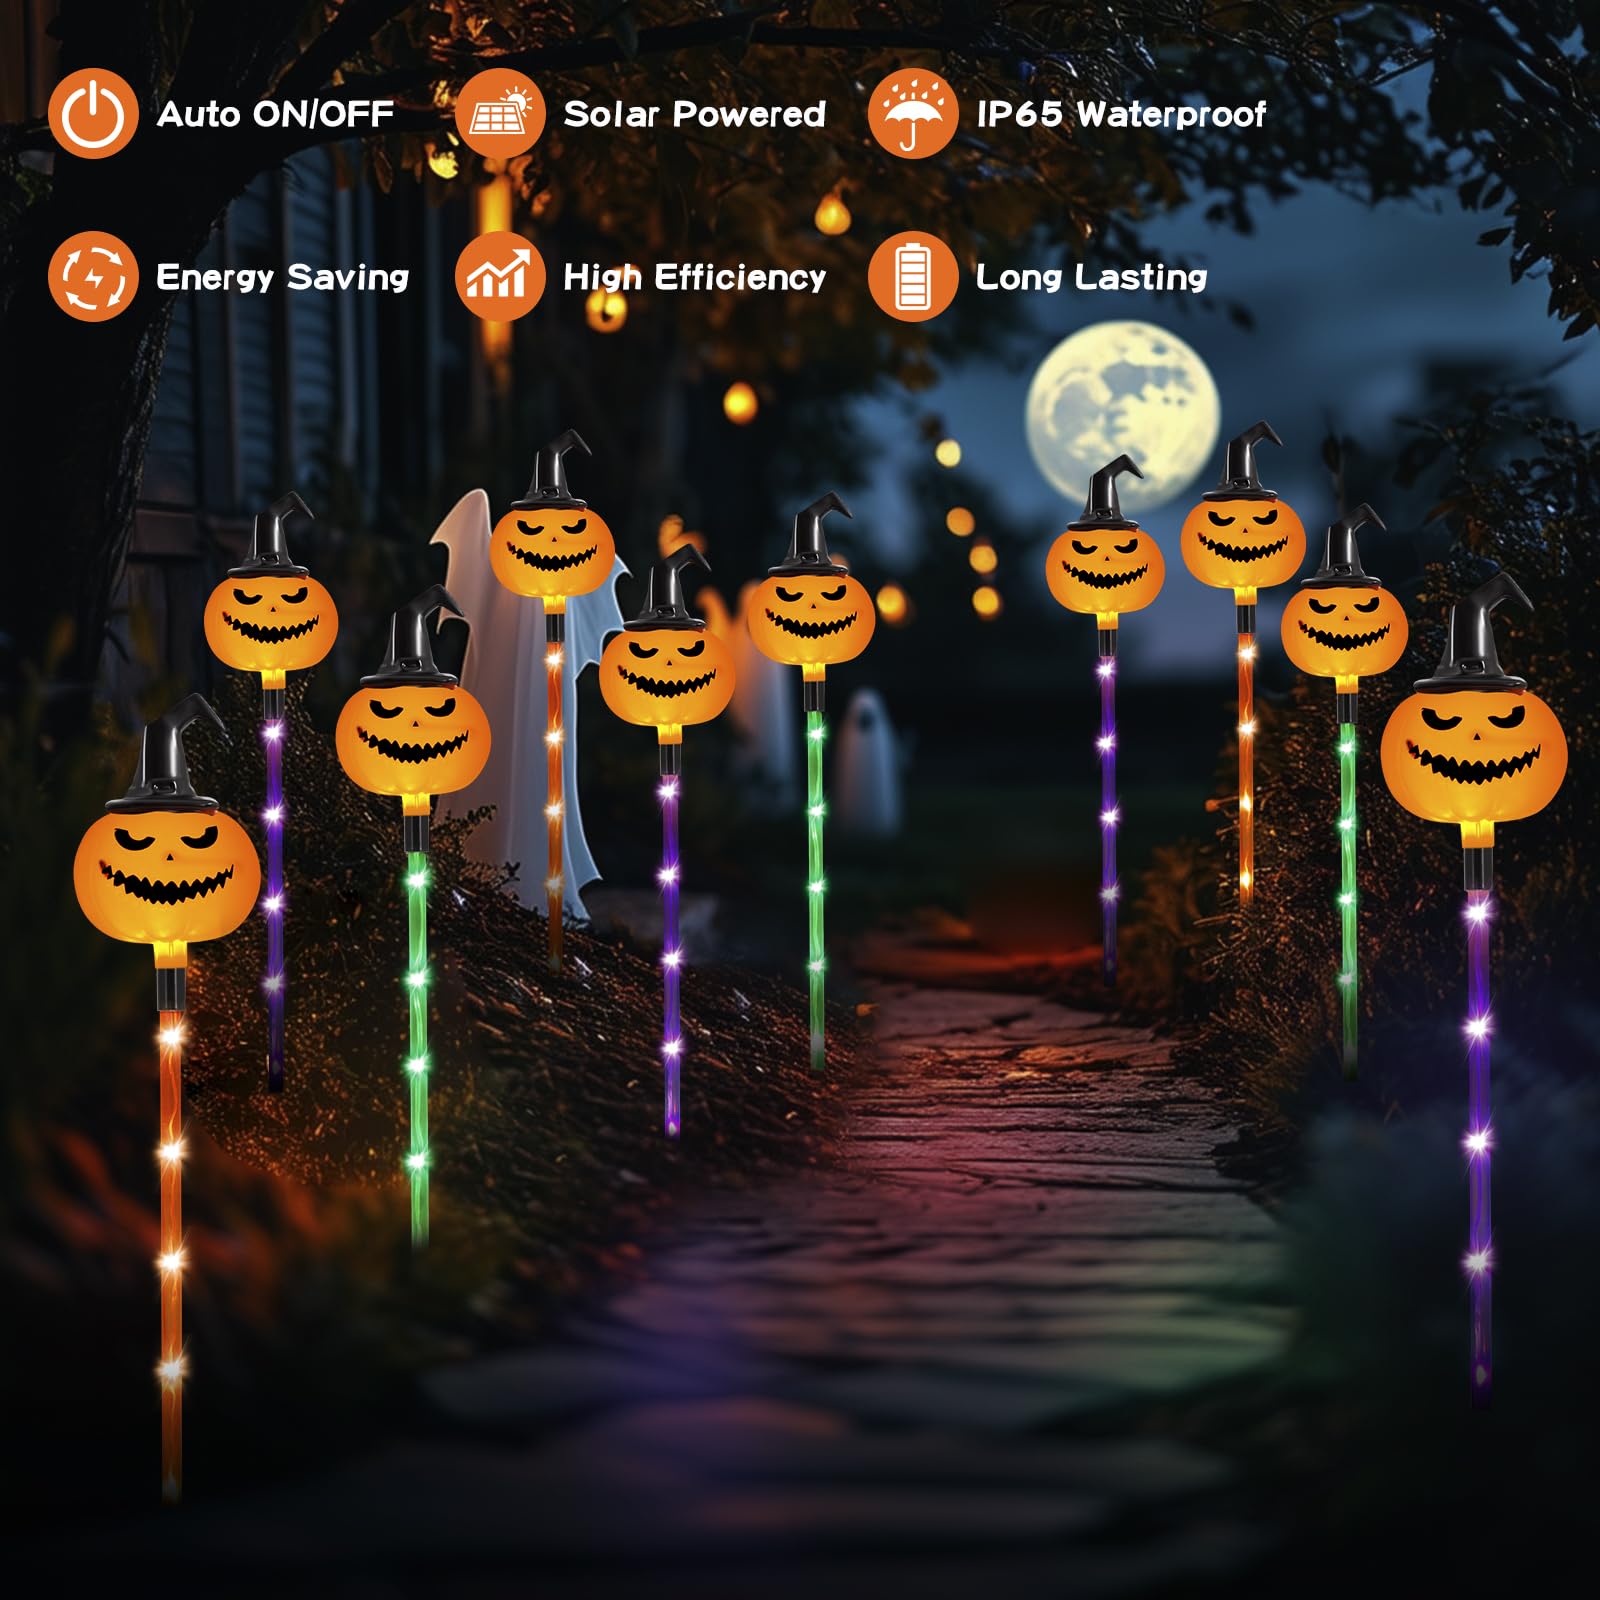 Auto ON/OFF
Solar Powered
IP65 Waterproof
Energy Saving
High Efficiency
Long Lasting